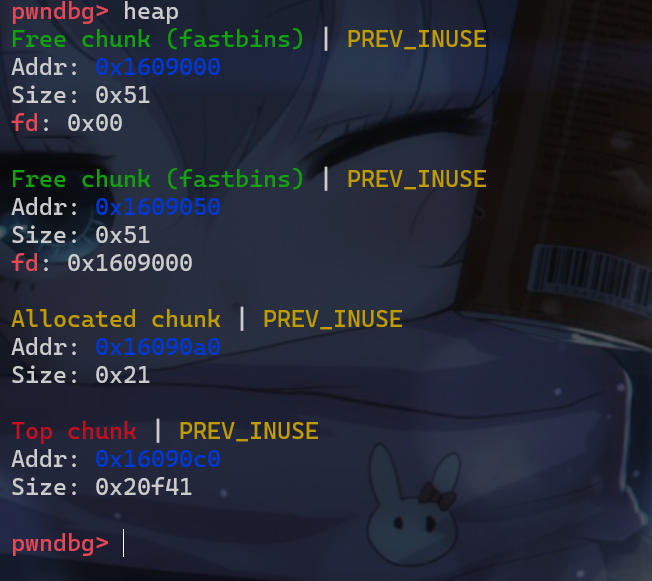 pwndbg> heap
Free chunk (fastbins) | PREV_INUSE
Addr: 0x1609000
Size: 0x51
fd: 0x00
Free chunk (fastbins) | PREV_INUSE
Addr: 0x1609050
Size: 0x51
fd: 0x1609000
Allocated chunk | PREV_INUSE
Addr: 0x16090a0
Size: 0x21
Top chunk | PREV_INUSE
Addr: 0x16090c0
Size: 0x20f41
pwndbg>